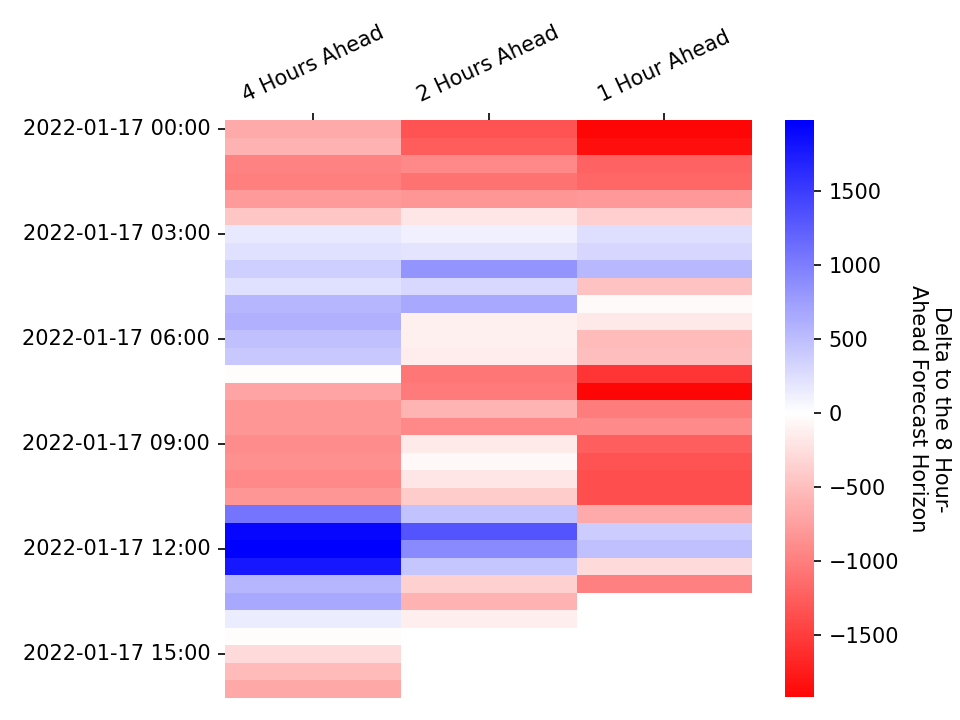 4 Hours Ahead
2 Hours Ahead
1 Hour Ahead
2022-01-17 00:00
2022-01-17 03:00
2022-01-17 06:00
2022-01-17 09:00
2022-01-17 12:00
2022-01-17 15:00
1500
1000
500
0
−500
−1000
−1500
Delta to the 8 Hour-
Ahead Forecast Horizon